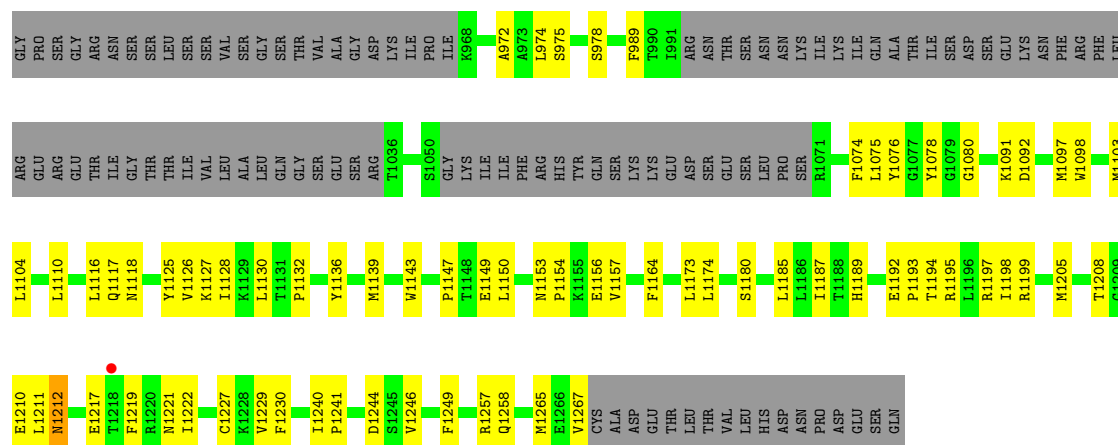 GLY PRO SER GLY ARG ASN SER SER LEU SER SER VAL SER GLY SER THR VAL ALA GLY ASP LYS ILE PRO ILE K968 A972 A973 L974 S975 S978 F989 T990 I991 ARG ASN THR SER ASN ASN LYS ILE LYS ILE GLN ALA THR ILE SER ASP SER GLU LYS ASN PHE ARG PHE LEU
ARG GLU ARG GLU THR ILE GLY THR THR ILE VAL LEU ALA LEU GLN GLY SER GLU SER ARG T1036 S1050 GLY LYS ILE ILE PHE ARG HIS TYR GLN SER LYS LYS GLU ASP SER GLU SER LEU PRO SER R1071 F1074 L1075 Y1076 G1077 Y1078 G1079 G1080 K1091 D1092 M1097 W1098 M1103
L1104 L1110 L1116 Q1117 N1118 Y1125 V1126 K1127 I1128 K1129 L1130 T1131 P1132 Y1136 M1139 W1143 P1147 T1148 E1149 L1150 N1153 P1154 K1155 E1156 V1157 F1164 L1173 L1174 S1180 L1185 L1186 I1187 T1188 H1189 E1192 P1193 T1194 R1195 L1196 R1197 I1198 R1199 M1205 T1208 G1209
E1210 L1211 N1212 E1217 T1218 F1219 R1220 N1221 I1222 C1227 K1228 V1229 F1230 I1240 P1241 D1244 S1245 V1246 F1249 R1257 Q1258 M1265 E1266 V1267 CYS ALA ASP GLU THR LEU THR VAL LEU HIS ASP ASN PRO ASP GLU SER GLN